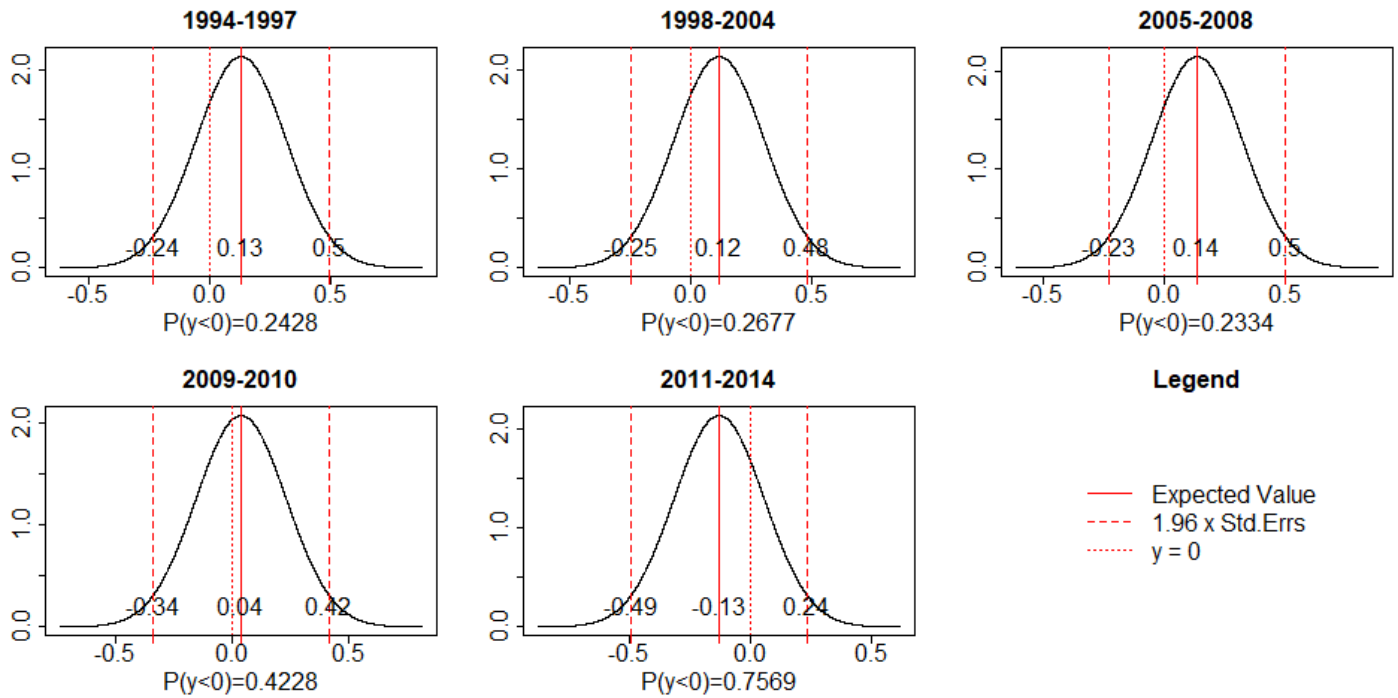 1994-1997
2.0
1.0
0.0
-0.24 0.13 0.5
-0.5 0.0 0.5
P(y<0)=0.2428
1998-2004
2.0
1.0
0.0
-0.25 0.12 0.48
-0.5 0.0 0.5
P(y<0)=0.2677
2005-2008
2.0
1.0
0.0
-0.23 0.14 0.5
-0.5 0.0 0.5
P(y<0)=0.2334
2009-2010
2.0
1.0
0.0
-0.34 0.04 0.42
-0.5 0.0 0.5
P(y<0)=0.4228
2011-2014
2.0
1.0
0.0
-0.49 -0.13 0.24
-0.5 0.0 0.5
P(y<0)=0.7569
Legend
Expected Value
1.96 x Std.Errs
y = 0